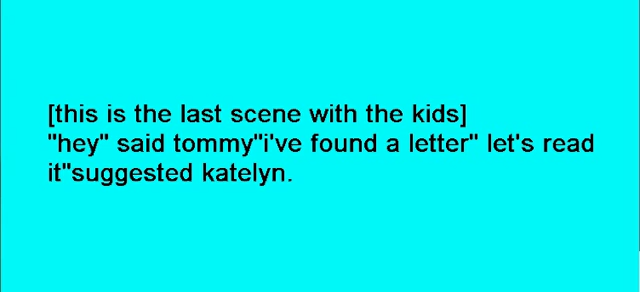 [this is the last scene with the kids]
"hey" said tommy"i've found a letter" let's read
it"suggested katelyn.